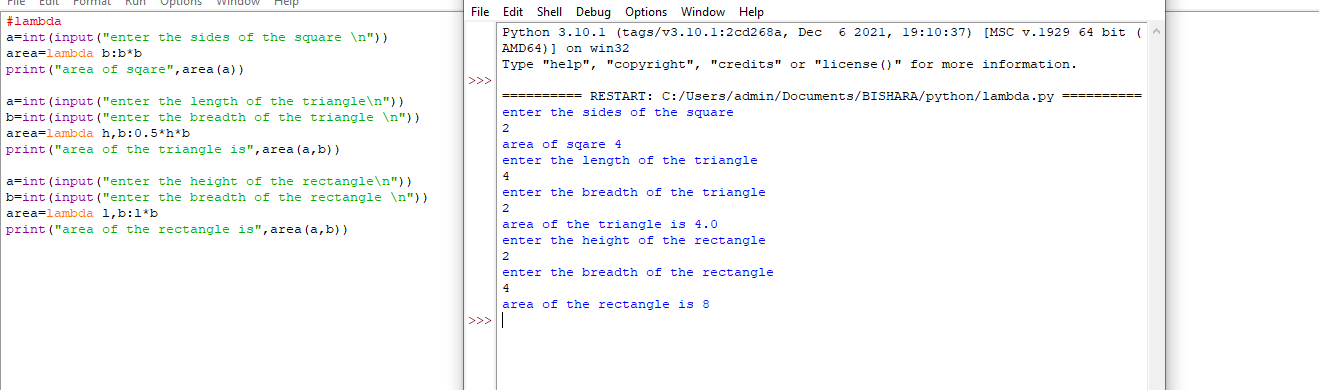 File Edit Format Run Options Window Help
#lambda
a=int(input("enter the sides of the square \n"))
area=lambda b:b*b
print("area of sqare",area(a))
a=int(input("enter the length of the triangle\n"))
b=int(input("enter the breadth of the triangle \n"))
area=lambda h,b:0.5*h*b
print("area of the triangle is",area(a,b))
a=int(input("enter the height of the rectangle\n"))
b=int(input("enter the breadth of the rectangle \n"))
area=lambda l,b:l*b
print("area of the rectangle is",area(a,b))
File Edit Shell Debug Options Window Help
Python 3.10.1 (tags/v3.10.1:2cd268a, Dec  6 2021, 19:10:37) [MSC v.1929 64 bit (
AMD64)] on win32
Type "help", "copyright", "credits" or "license()" for more information.
>>>
========== RESTART: C:/Users/admin/Documents/BISHARA/python/lambda.py ==========
enter the sides of the square
2
area of sqare 4
enter the length of the triangle
4
enter the breadth of the triangle
2
area of the triangle is 4.0
enter the height of the rectangle
2
enter the breadth of the rectangle
4
area of the rectangle is 8
>>>